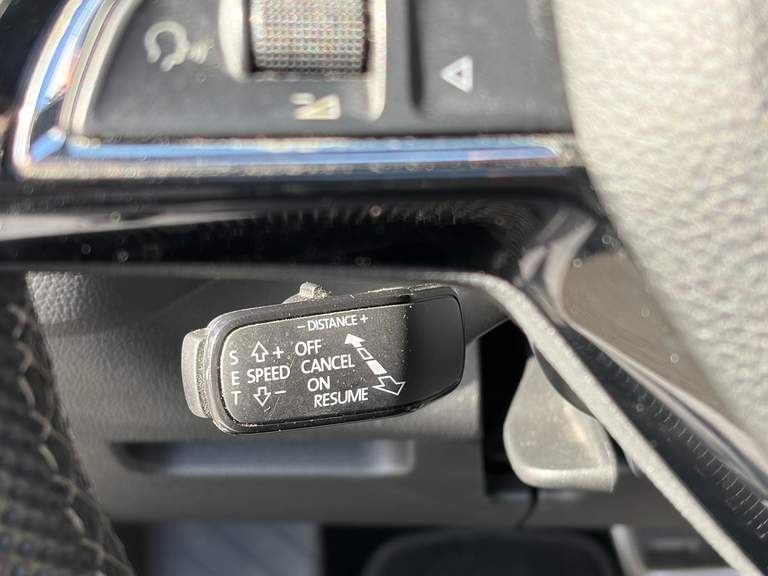 - DISTANCE +
S + OFF
E SPEED CANCEL
T - ON
RESUME